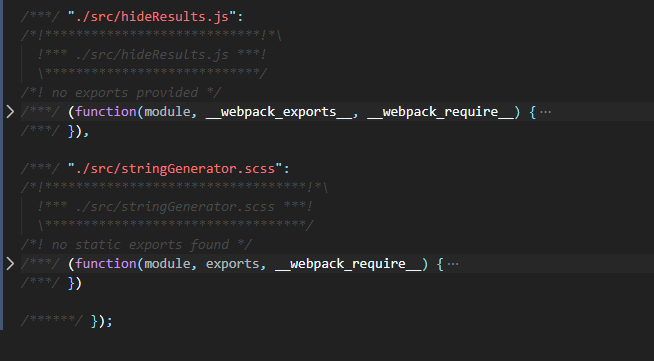 /***/ "./src/hideResults.js":
/*!****************************!*\
  !*** ./src/hideResults.js ***!
  \****************************/
/*! no exports provided */
/***/ (function(module, __webpack_exports__, __webpack_require__) {···
/***/ }),
/***/ "./src/stringGenerator.scss":
/*!**********************************!*\
  !*** ./src/stringGenerator.scss ***!
  \**********************************/
/*! no static exports found */
/***/ (function(module, exports, __webpack_require__) {···
/***/ })
/******/ });